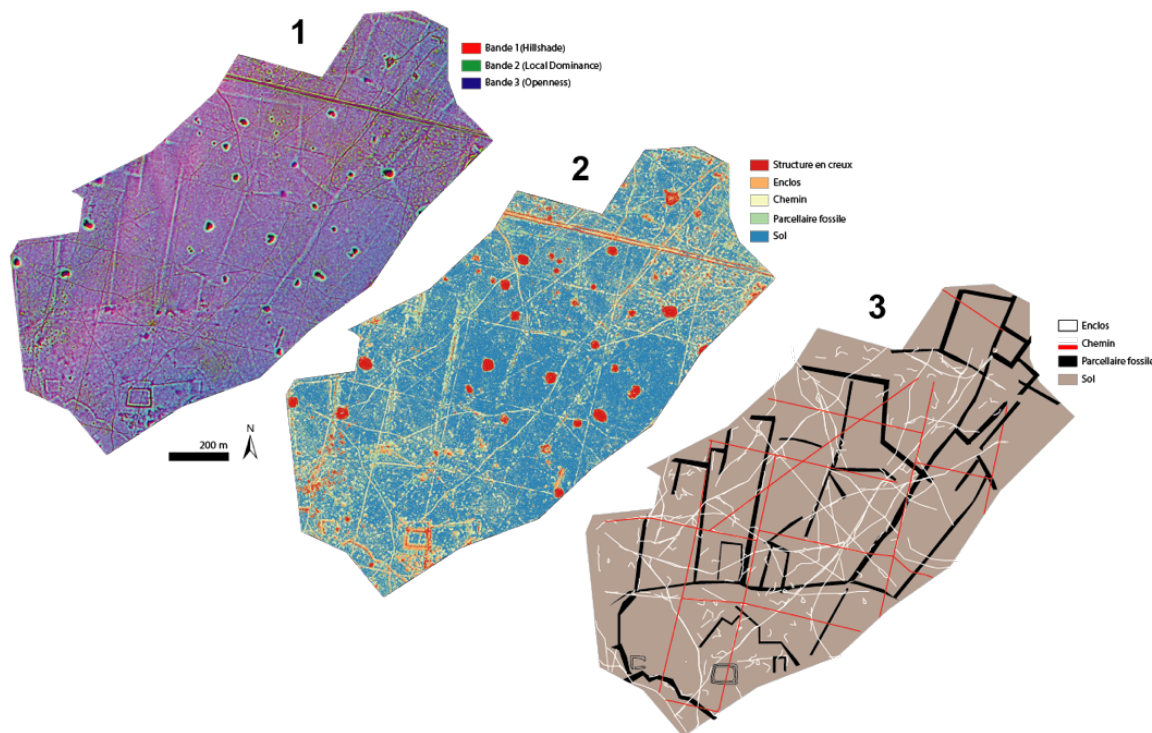 1
Bande 1(Hillshade)
Bande 2 (Local Dominance)
Bande 3 (Openness)
2
Structure en creux
Enclos
Chemin
Parcellaire fossile
Sol
3
Enclos
Chemin
Parcellaire fossile
Sol
200 m
N